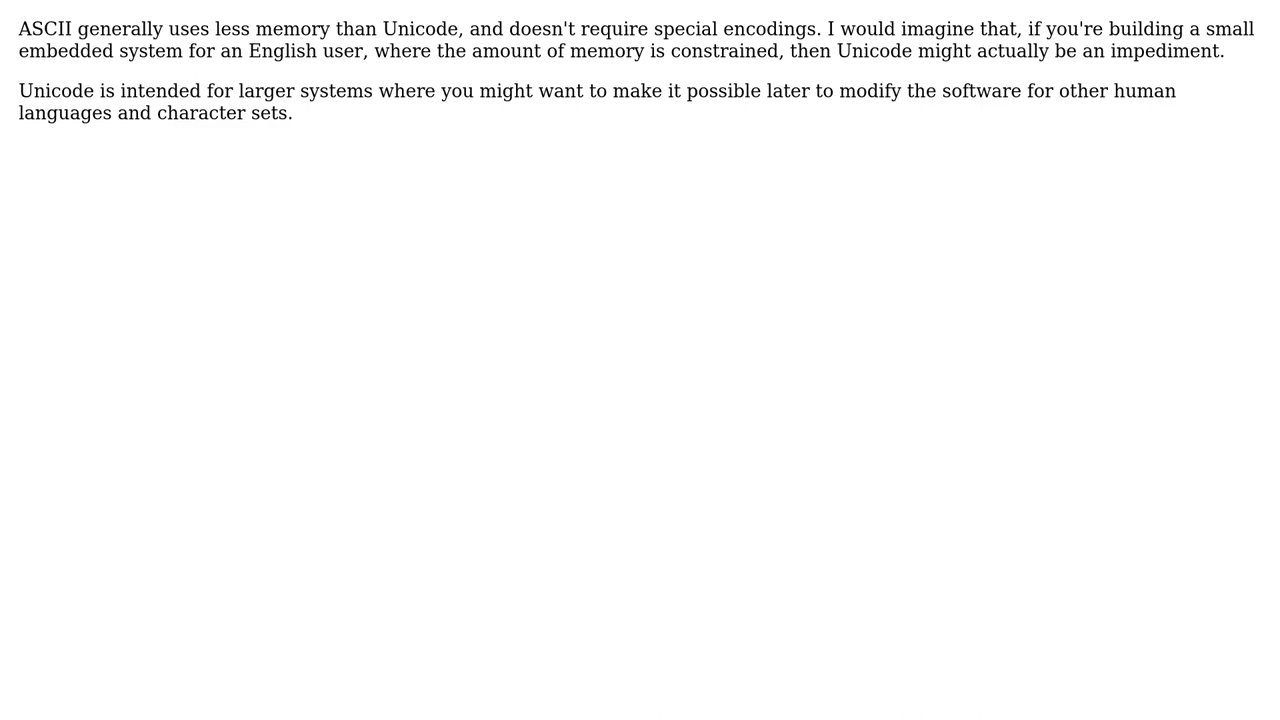 ASCII generally uses less memory than Unicode, and doesn't require special encodings. I would imagine that, if you're building a small
embedded system for an English user, where the amount of memory is constrained, then Unicode might actually be an impediment.
Unicode is intended for larger systems where you might want to make it possible later to modify the software for other human
languages and character sets.